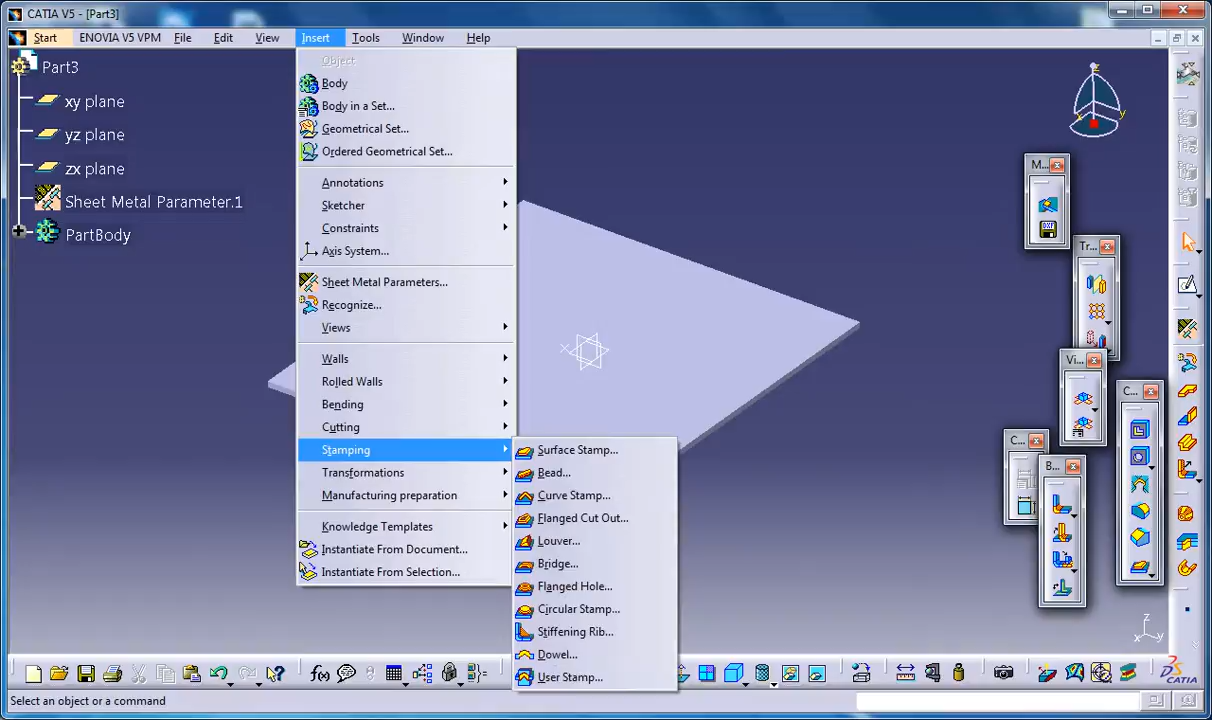 CATIA V5 - [Part3]
Start ENOVIA V5 VPM File Edit View Insert Tools Window Help
Part3
xy plane
yz plane
zx plane
Sheet Metal Parameter.1
PartBody
Object
Body
Body in a Set...
Geometrical Set...
Ordered Geometrical Set...
Annotations
Sketcher
Constraints
Axis System...
Sheet Metal Parameters...
Recognize...
Views
Walls
Rolled Walls
Bending
Cutting
Stamping
Transformations
Manufacturing preparation
Knowledge Templates
Instantiate From Document...
Instantiate From Selection...
Surface Stamp...
Bead...
Curve Stamp...
Flanged Cut Out...
Louver...
Bridge...
Flanged Hole...
Circular Stamp...
Stiffening Rib...
Dowel...
User Stamp...
M...
Tr...
Vi...
C...
C...
B...
z
x
y
z
y
f(x)
CATIA
Select an object or a command